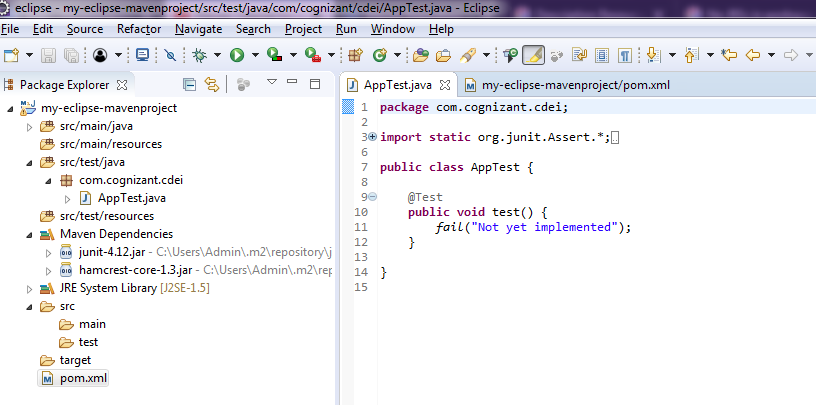 eclipse - my-eclipse-mavenproject/src/test/java/com/cognizant/cdei/AppTest.java - Eclipse
File Edit Source Refactor Navigate Search Project Run Window Help
Package Explorer
my-eclipse-mavenproject
src/main/java
src/main/resources
src/test/java
com.cognizant.cdei
AppTest.java
src/test/resources
Maven Dependencies
junit-4.12.jar - C:\Users\Admin\.m2\repository\j
hamcrest-core-1.3.jar - C:\Users\Admin\.m2\rep
JRE System Library [J2SE-1.5]
src
main
test
target
pom.xml
AppTest.java my-eclipse-mavenproject/pom.xml
1 package com.cognizant.cdei;
2
3 import static org.junit.Assert.*;
6
7 public class AppTest {
8
9 @Test
10 public void test() {
11 fail("Not yet implemented");
12 }
13
14 }
15